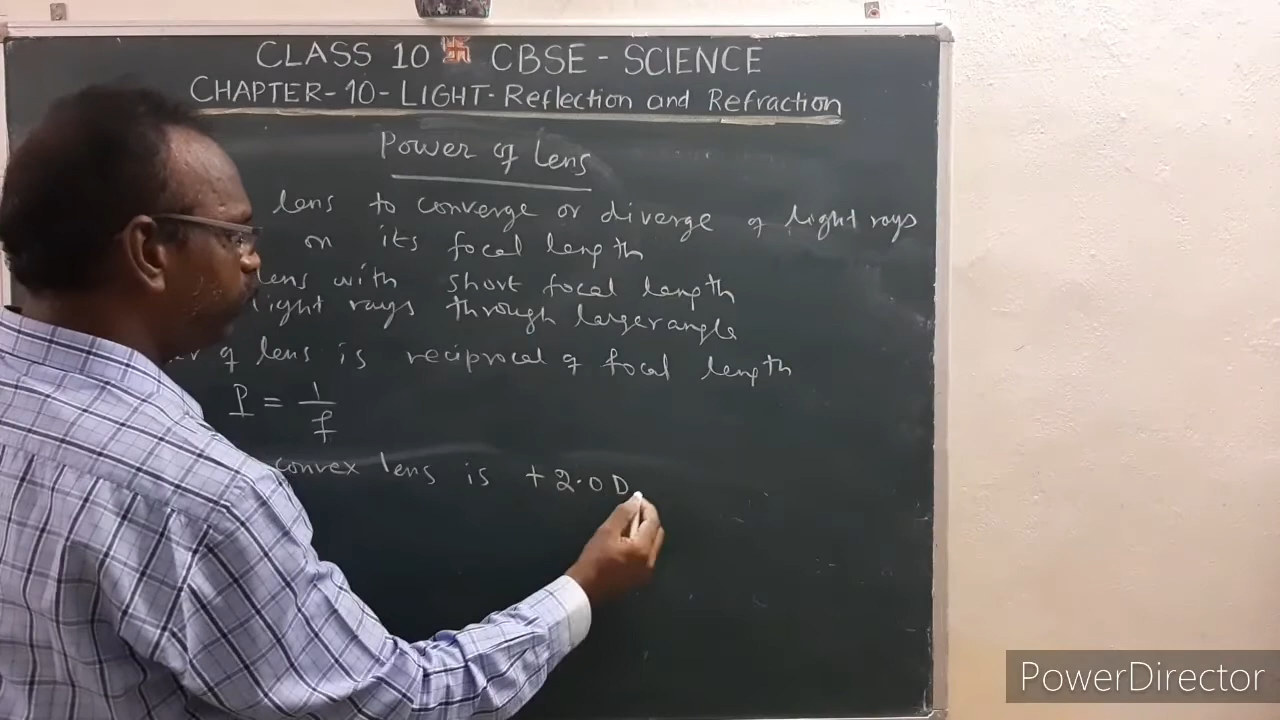 CLASS 10 CBSE - SCIENCE
CHAPTER-10-LIGHT-Reflection and Refraction
Power of Lens
lens to converge or diverge of light rays
on its focal length
lens with short focal length
light rays through larger angle
of lens is reciprocal of focal length
P = 1/f
convex lens is +2.0 D
PowerDirector